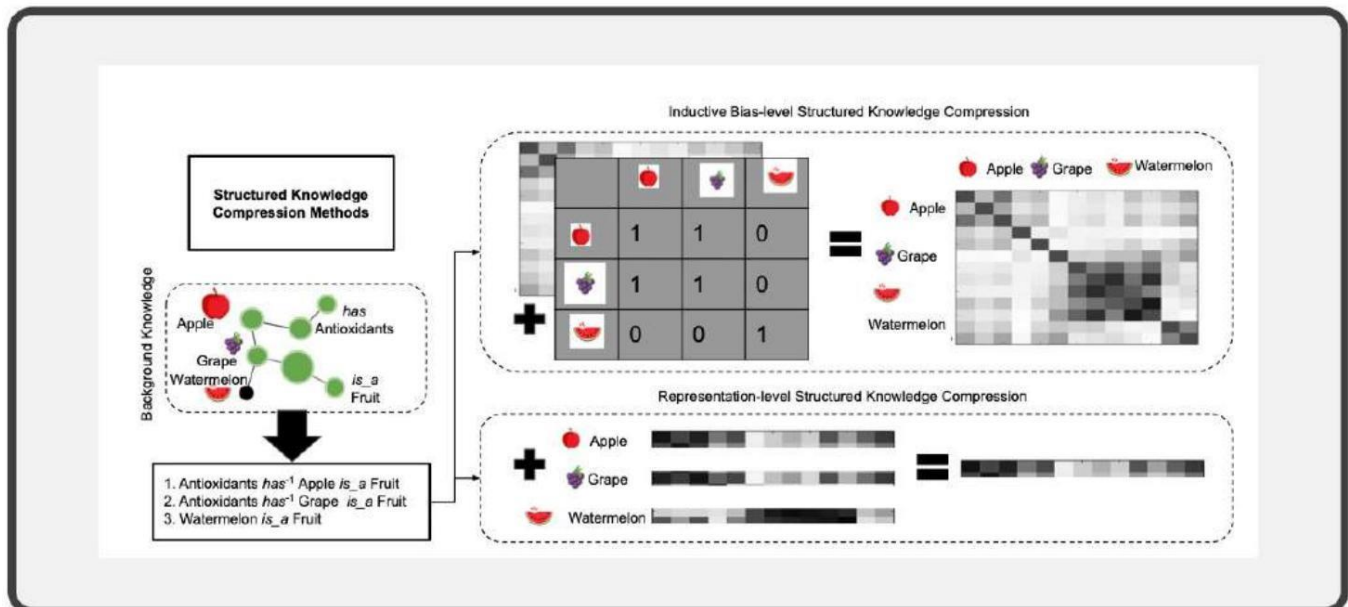 Inductive Bias-level Structured Knowledge Compression
Structured Knowledge
Compression Methods
Background Knowledge
Apple
has
Antioxidants
Grape
Watermelon
is_a
Fruit
1. Antioxidants has-1 Apple is_a Fruit
2. Antioxidants has-1 Grape is_a Fruit
3. Watermelon is_a Fruit
1 1 0
1 1 0
0 0 1
Apple Grape Watermelon
Apple
Grape
Watermelon
Representation-level Structured Knowledge Compression
Apple
Grape
Watermelon